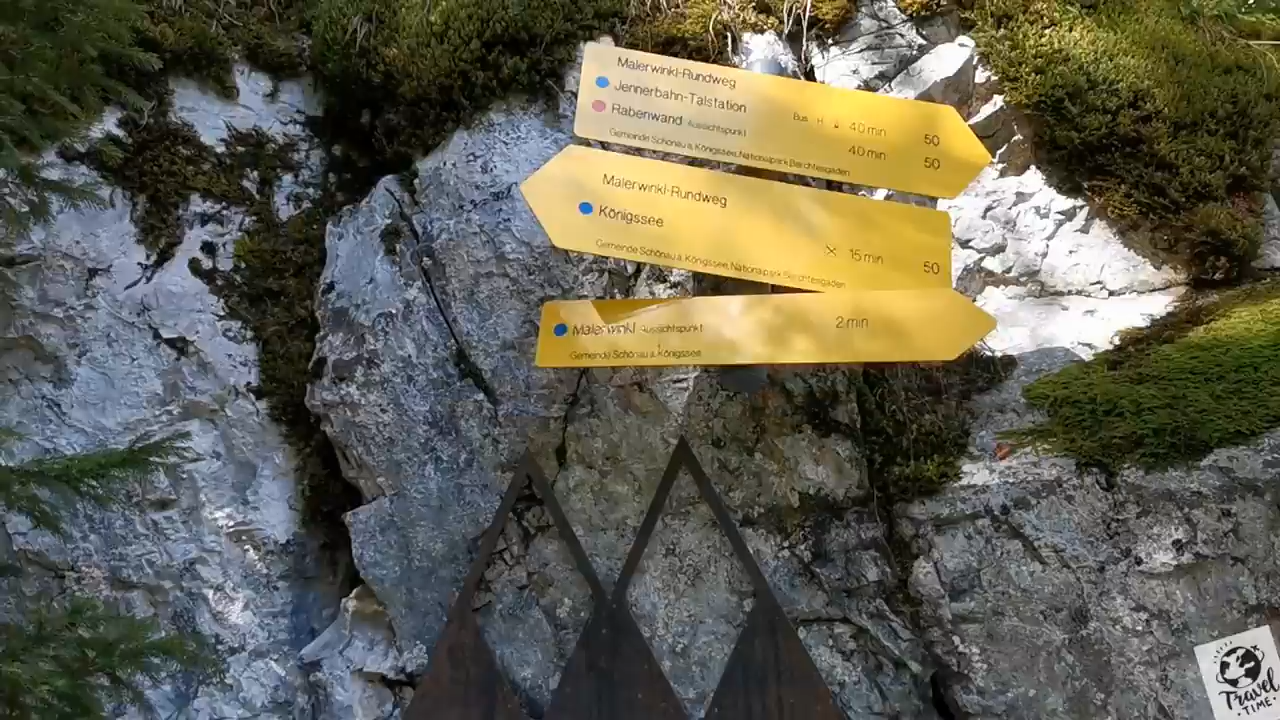 Malerwinkl-Rundweg
Jennerbahn-Talstation Bus H 40 min 50
Rabenwand Aussichtspunkt 40 min 50
Gemeinde Schönau a. Königssee, Nationalpark Berchtesgaden
Malerwinkl-Rundweg
Königssee 15 min 50
Gemeinde Schönau a. Königssee, Nationalpark Berchtesgaden
Malerwinkl Aussichtspunkt 2 min
Gemeinde Schönau a. Königssee
Travel
TIME